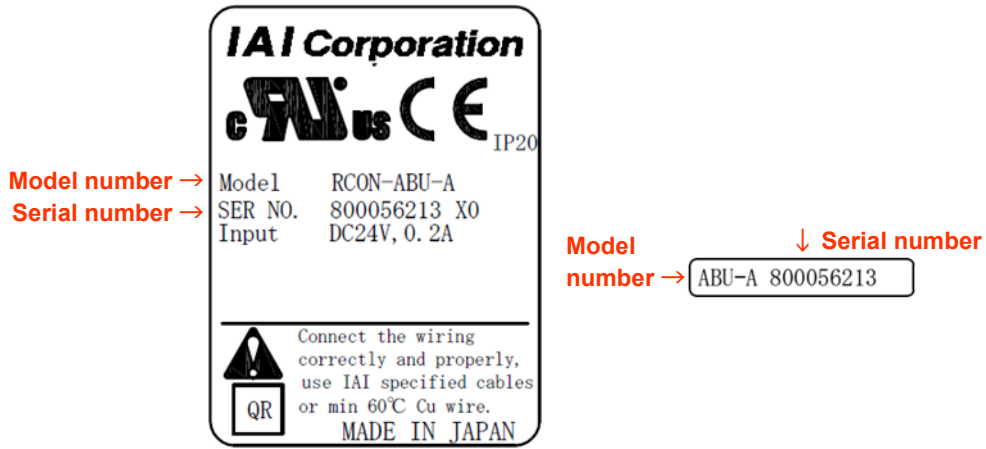 IAI Corporation
c RU US CE
IP20
Model number → Model RCON-ABU-A
Serial number → SER NO. 800056213 X0
Input DC24V, 0.2A
Connect the wiring
correctly and properly,
use IAI specified cables
or min 60℃ Cu wire.
QR
MADE IN JAPAN
↓ Serial number
Model
number → ABU-A 800056213